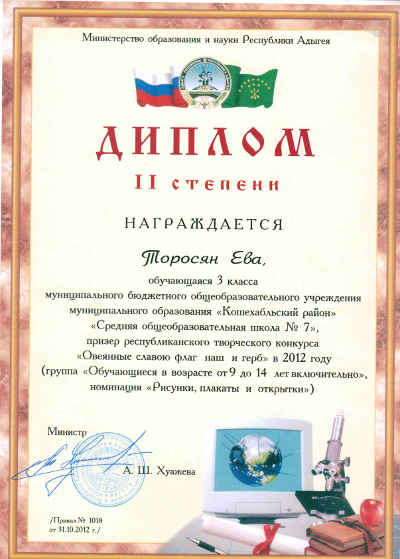 Министерство образования и науки Республики Адыгея
ДИПЛОМ
II СТЕПЕНИ
НАГРАЖДАЕТСЯ
Торосян Ева,
обучающаяся 3 класса
муниципального бюджетного общеобразовательного учреждения
муниципального образования «Кошехабльский район»
«Средняя общеобразовательная школа № 7»,
призер республиканского творческого конкурса
«Овеянные славою флаг наш и герб» в 2012 году
(группа «Обучающиеся в возрасте от 9 до 14 лет включительно»,
номинация «Рисунки, плакаты и открытки»)
Министр
А. Ш. Хуажева
/Приказ № 1018
от 31.10.2012 г./